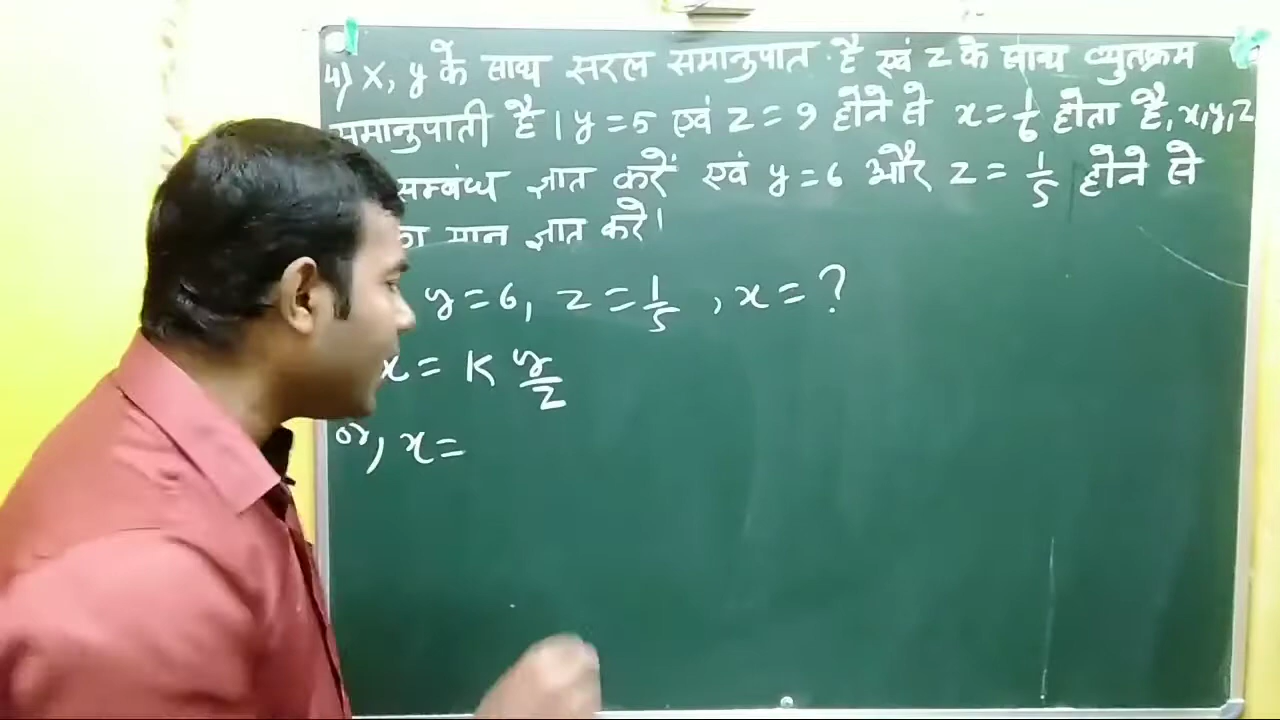 4) x, y के साथ सरल समानुपात है एवं z के साथ व्युतक्रम
समानुपाती है। y = 5 एवं z = 9 होने से x = 1/6 होता है, x, y, z
सम्बंध ज्ञात करें एवं y = 6 और z = 1/5 होने से
मान ज्ञात करे।
y = 6, z = 1/5, x = ?
x = K y/z
or, x =